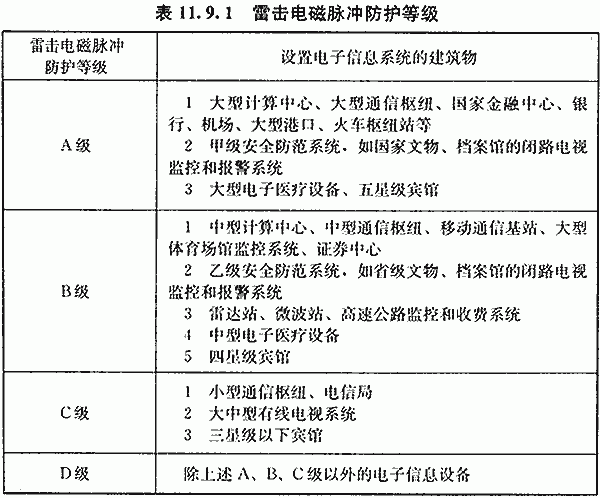 表 11.9.1 雷击电磁脉冲防护等级
雷击电磁脉冲
防护等级
设置电子信息系统的建筑物
A级
1 大型计算中心、大型通信枢纽、国家金融中心、银
行、机场、大型港口、火车枢纽站等
2 甲级安全防范系统，如国家文物、档案馆的闭路电视
监控和报警系统
3 大型电子医疗设备、五星级宾馆
B级
1 中型计算中心、中型通信枢纽、移动通信基站、大型
体育场馆监控系统、证券中心
2 乙级安全防范系统，如省级文物、档案馆的闭路电视
监控和报警系统
3 雷达站、微波站、高速公路监控和收费系统
4 中型电子医疗设备
5 四星级宾馆
C级
1 小型通信枢纽、电信局
2 大中型有线电视系统
3 三星级以下宾馆
D级
除上述 A、B、C 级以外的电子信息设备